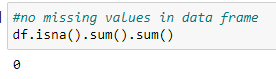 #no missing values in data frame
df.isna().sum().sum()
0